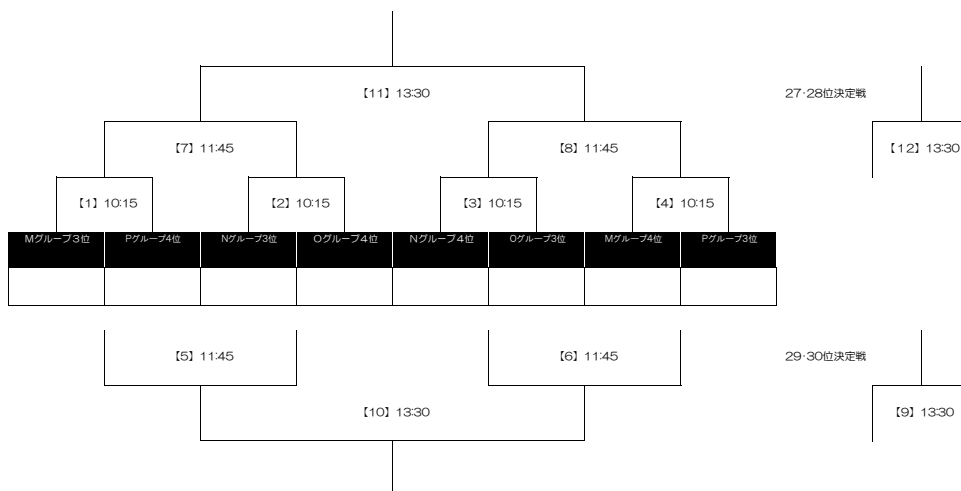 【11】13:30
27・28位決定戦
【7】11:45
【8】11:45
【12】13:30
【1】10:15
【2】10:15
【3】10:15
【4】10:15
Mグループ3位
Pグループ4位
Nグループ3位
Oグループ4位
Nグループ4位
Oグループ3位
Mグループ4位
Pグループ3位
【5】11:45
【6】11:45
29・30位決定戦
【10】13:30
【9】13:30